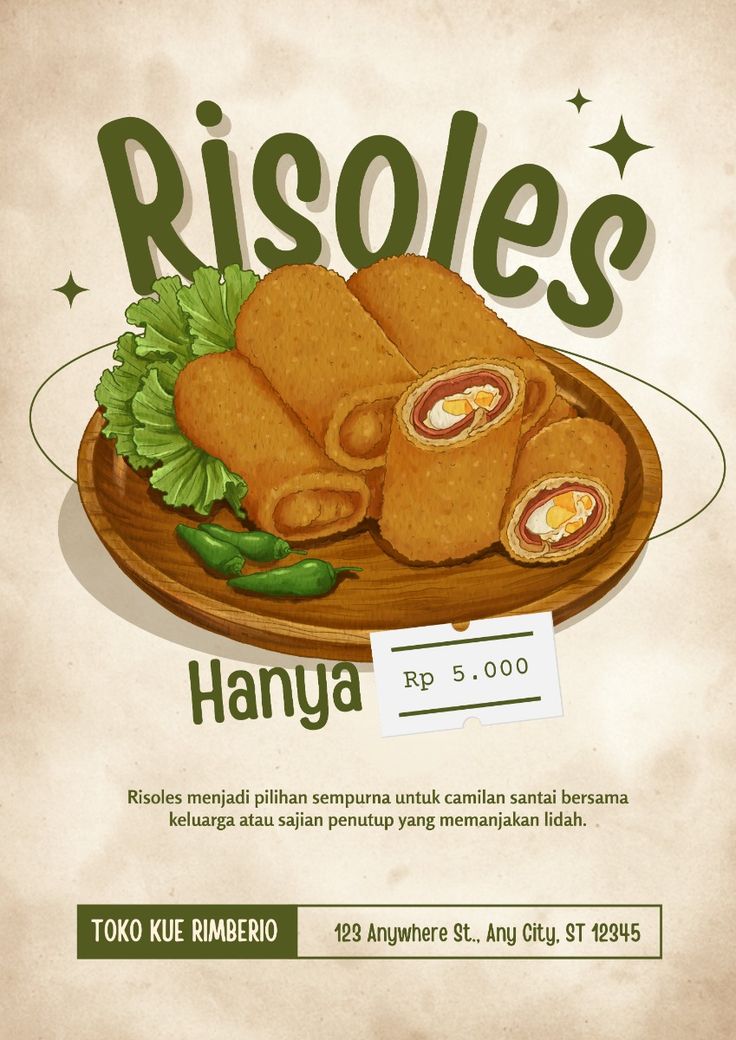 Risoles
Hanya
Rp 5.000
Risoles menjadi pilihan sempurna untuk camilan santai bersama
keluarga atau sajian penutup yang memanjakan lidah.
TOKO KUE RIMBERIO
123 Anywhere St., Any City, ST 12345